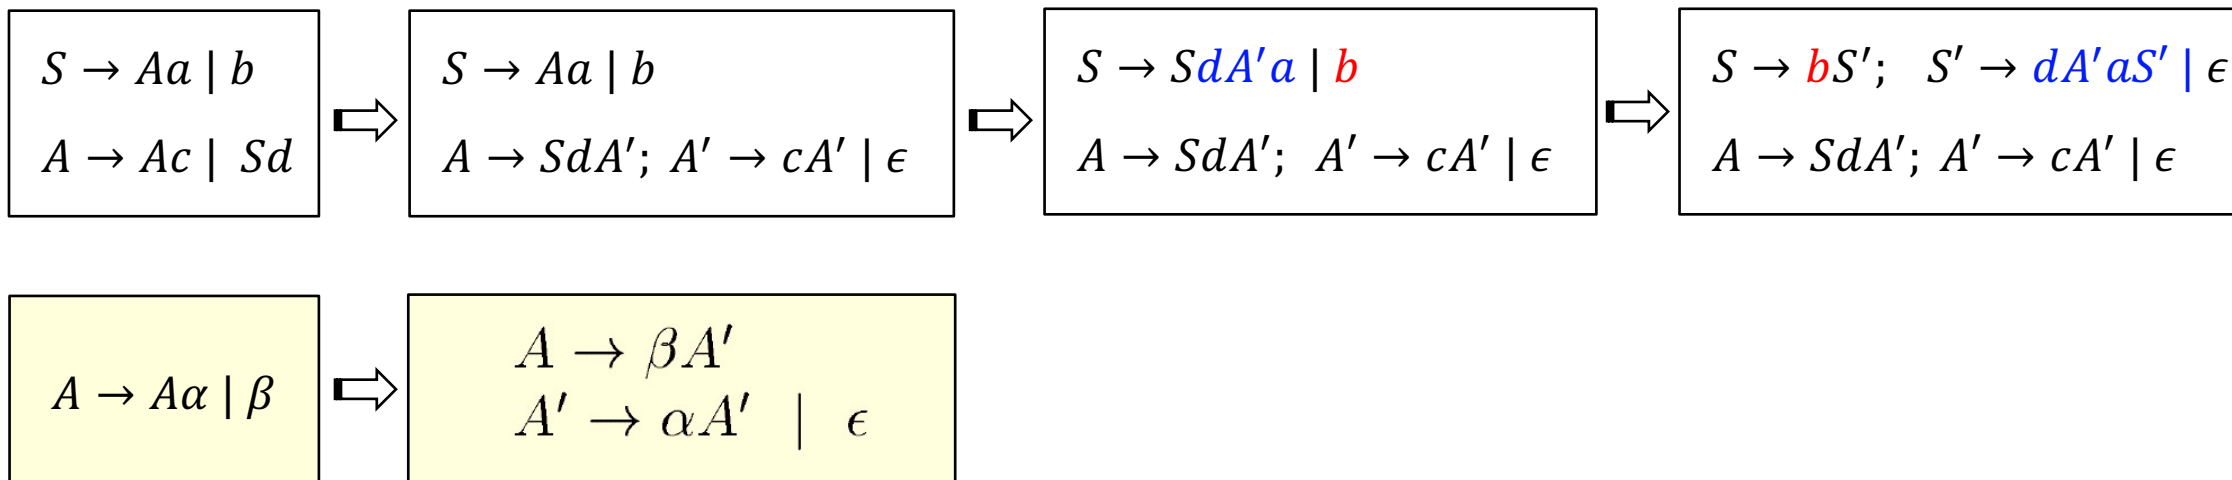 S → Aa | b
A → Ac | Sd
S → Aa | b
A → SdA′; A′ → cA′ | ϵ
S → SdA′a | b
A → SdA′; A′ → cA′ | ϵ
S → bS′; S′ → dA′aS′ | ϵ
A → SdA′; A′ → cA′ | ϵ
A → Aα | β
A → βA′
A′ → αA′ | ϵ